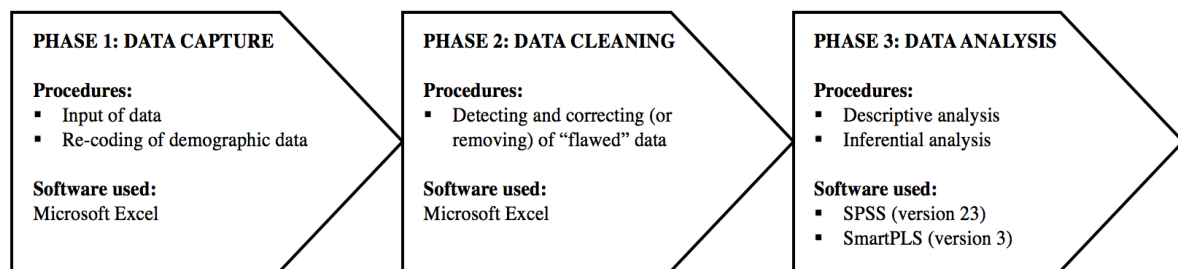 PHASE 1: DATA CAPTURE
Procedures:
▪ Input of data
▪ Re-coding of demographic data
Software used:
Microsoft Excel
PHASE 2: DATA CLEANING
Procedures:
▪ Detecting and correcting (or
removing) of “flawed” data
Software used:
Microsoft Excel
PHASE 3: DATA ANALYSIS
Procedures:
▪ Descriptive analysis
▪ Inferential analysis
Software used:
▪ SPSS (version 23)
▪ SmartPLS (version 3)